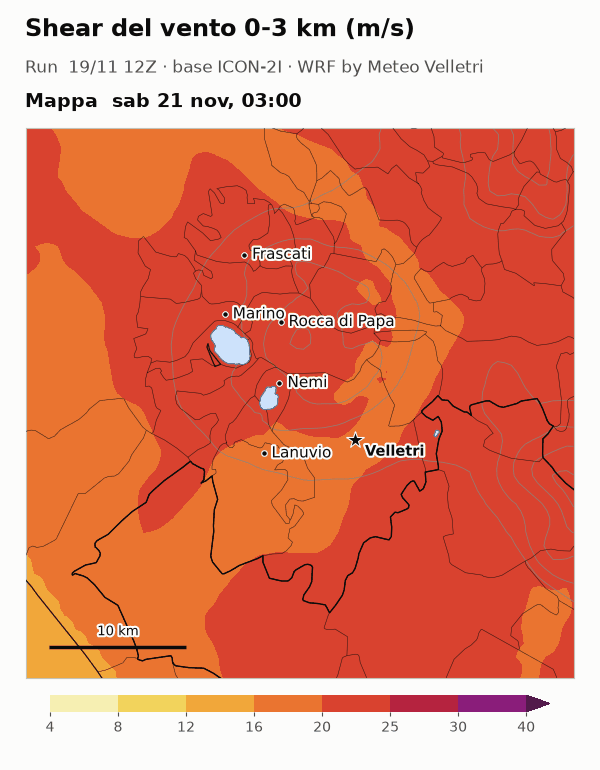 Shear del vento 0-3 km (m/s)
Run  19/11 12Z · base ICON-2I · WRF by Meteo Velletri
Mappa  sab 21 nov, 03:00
Frascati
Marino
Rocca di Papa
Nemi
Velletri
Lanuvio
10 km
4 8 12 16 20 25 30 40